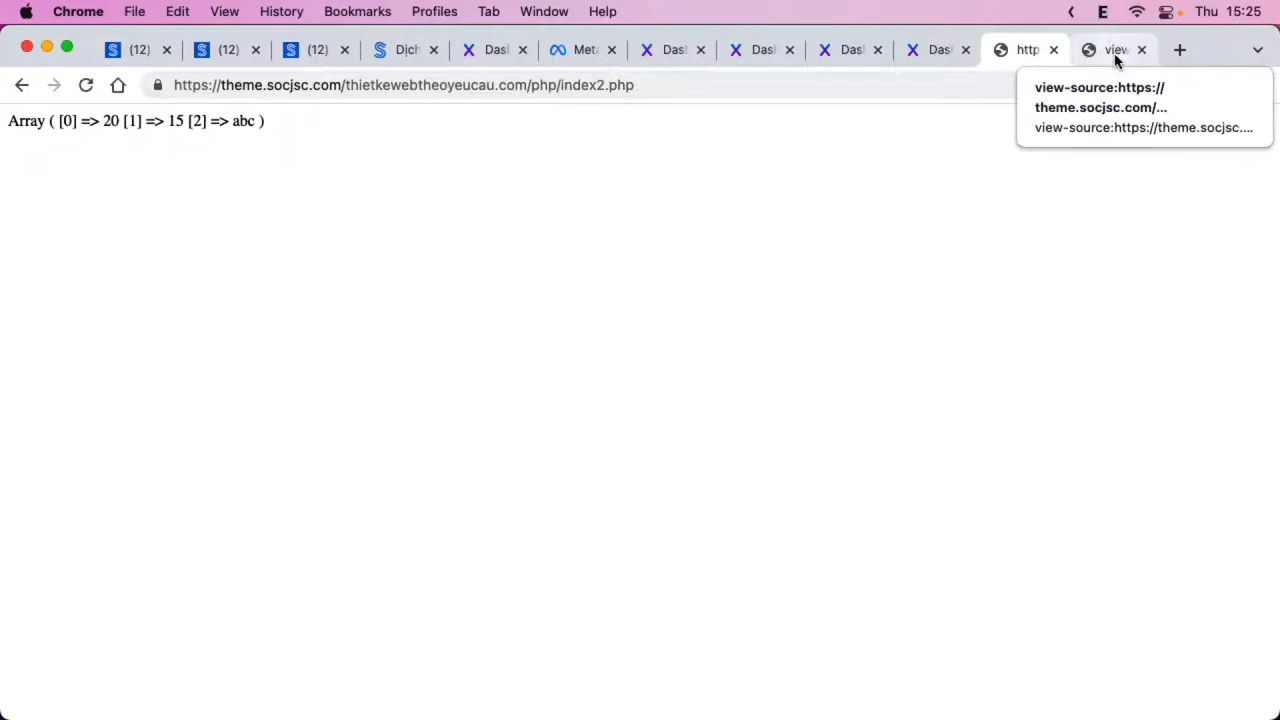 Chrome File Edit View History Bookmarks Profiles Tab Window Help E Thu 15:25
(12) (12) (12) Dịch Dasl Meta Dasl Dasl Dasl Dasl http view
https://theme.socjsc.com/thietkewebtheoyeucau.com/php/index2.php
view-source:https://
theme.socjsc.com/...
view-source:https://theme.socjsc....
Array ( [0] => 20 [1] => 15 [2] => abc )